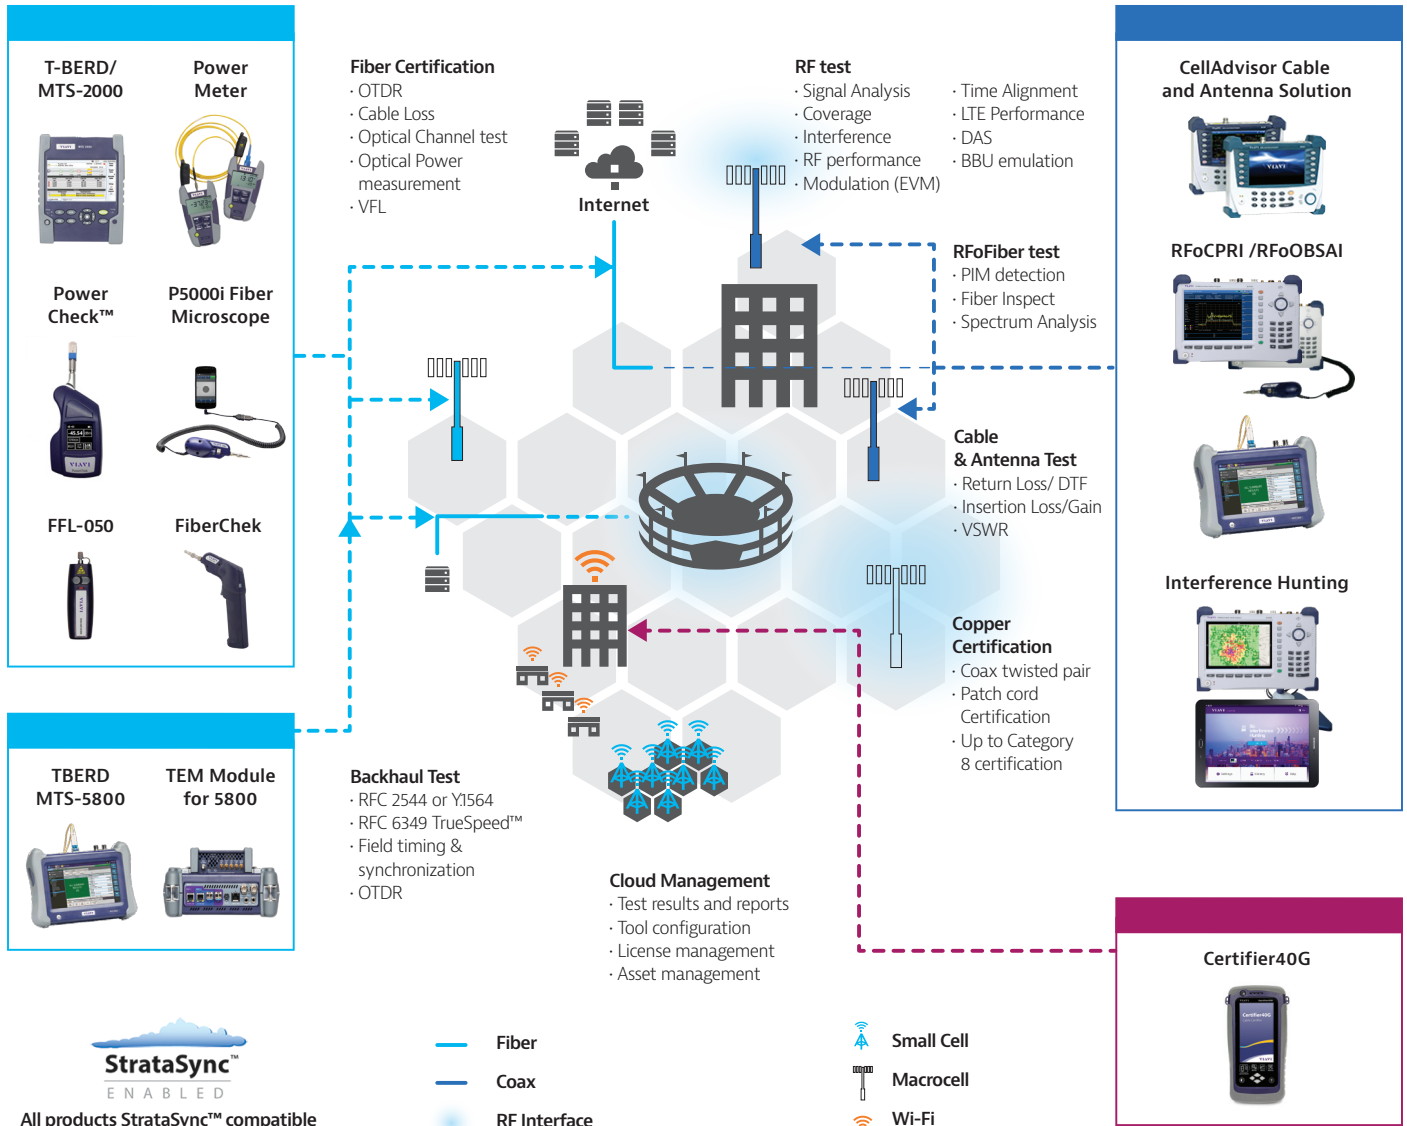 T-BERD/
MTS-2000
Power
Meter
Power
Check™
P5000i Fiber
Microscope
FFL-050
FiberChek
TBERD
MTS-5800
TEM Module
for 5800
Fiber Certification
· OTDR
· Cable Loss
· Optical Channel test
· Optical Power
measurement
· VFL
Internet
RF test
· Signal Analysis
· Coverage
· Interference
· RF performance
· Modulation (EVM)
· Time Alignment
· LTE Performance
· DAS
· BBU emulation
RFoFiber test
· PIM detection
· Fiber Inspect
· Spectrum Analysis
Cable
& Antenna Test
· Return Loss/ DTF
· Insertion Loss/Gain
· VSWR
Copper
Certification
· Coax twisted pair
· Patch cord
Certification
· Up to Category
8 certification
Backhaul Test
· RFC 2544 or Y.1564
· RFC 6349 TrueSpeed™
· Field timing &
synchronization
· OTDR
Cloud Management
· Test results and reports
· Tool configuration
· License management
· Asset management
CellAdvisor Cable
and Antenna Solution
VIAVI
RFoCPRI /RFoOBSAI
Interference Hunting
VIAVI
Interference
Hunting
Certifier40G
Certifier40G
VIAVI
StrataSync™
ENABLED
All products StrataSync™ compatible
Fiber
Coax
RF Interface
Small Cell
Macrocell
Wi-Fi